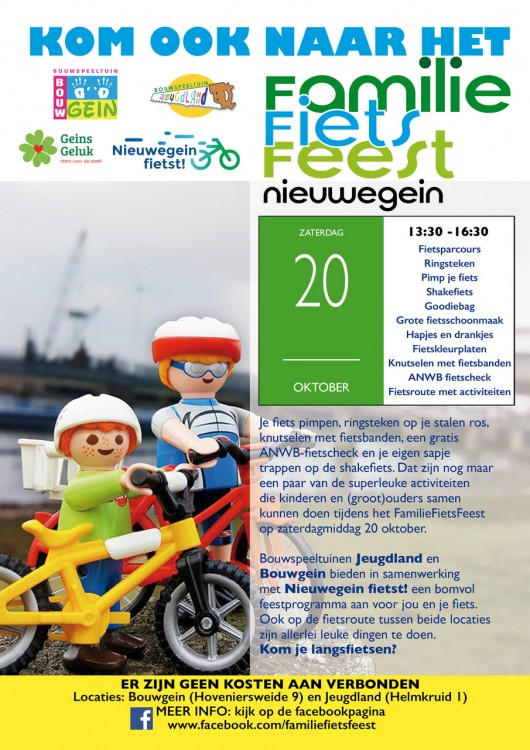 KOM OOK NAAR HET
BOUWSPEELTUIN
BOUW
GEIN
BOUWSPEELTUIN
JEUGDLAND
Geins
Geluk
Hart voor de stad!
Nieuwegein
fietst!
Familie
Fiets
Feest
nieuwegein
ZATERDAG
20
OKTOBER
13:30 -16:30
Fietsparcours
Ringsteken
Pimp je fiets
Shakefiets
Goodiebag
Grote fietsschoonmaak
Hapjes en drankjes
Fietskleurplaten
Knutselen met fietsbanden
ANWB fietscheck
Fietsroute met activiteiten
Je fiets pimpen, ringsteken op je stalen ros,
knutselen met fietsbanden, een gratis
ANWB-fietscheck en je eigen sapje
trappen op de shakefiets. Dat zijn nog maar
een paar van de superleuke activiteiten
die kinderen en (groot)ouders samen
kunnen doen tijdens het FamilieFietsFeest
op zaterdagmiddag 20 oktober.
Bouwspeeltuinen Jeugdland en
Bouwgein bieden in samenwerking
met Nieuwegein fietst! een bomvol
feestprogramma aan voor jou en je fiets.
Ook op de fietsroute tussen beide locaties
zijn allerlei leuke dingen te doen.
Kom je langsfietsen?
ER ZIJN GEEN KOSTEN AAN VERBONDEN
Locaties: Bouwgein (Hoveniersweide 9) en Jeugdland (Helmkruid 1)
f MEER INFO: kijk op de facebookpagina
www.facebook.com/familiefietsfeest